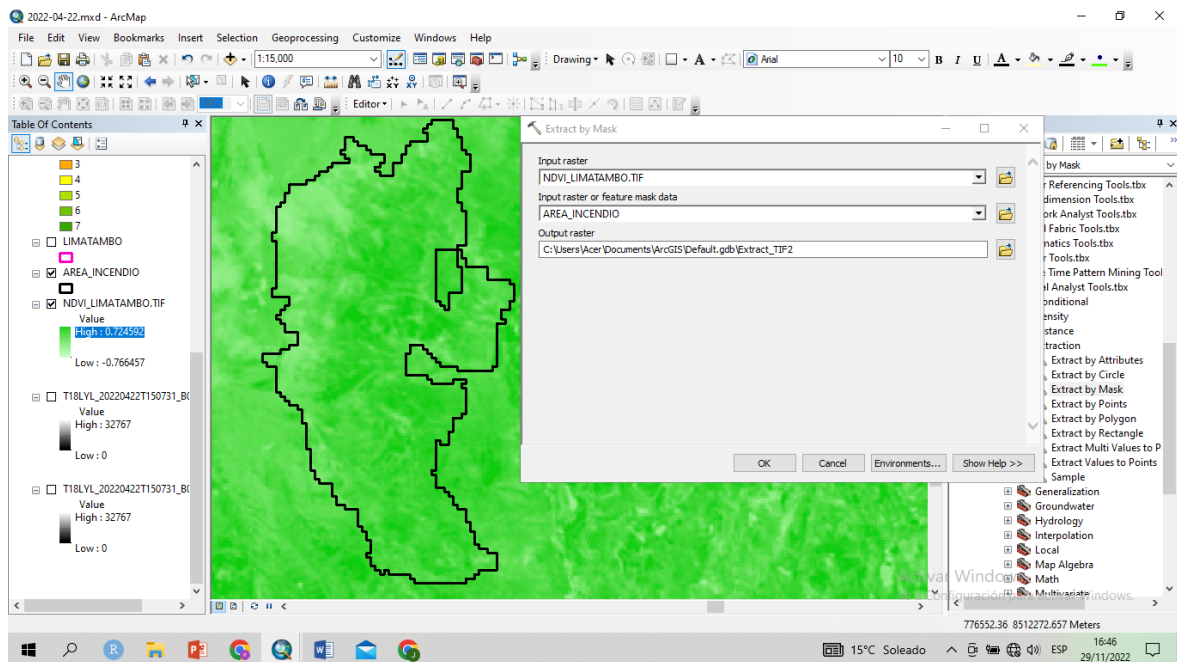 2022-04-22.mxd - ArcMap
File Edit View Bookmarks Insert Selection Geoprocessing Customize Windows Help
1:15,000
Drawing
Arial
10
B I U A
Editor
Table Of Contents
3
4
5
6
7
LIMATAMBO
AREA_INCENDIO
NDVI_LIMATAMBO.TIF
Value
High : 0.724592
Low : -0.766457
T18LYL_20220422T150731_B0
Value
High : 32767
Low : 0
T18LYL_20220422T150731_B0
Value
High : 32767
Low : 0
Extract by Mask
Input raster
NDVI_LIMATAMBO.TIF
Input raster or feature mask data
AREA_INCENDIO
Output raster
C:\Users\Acer\Documents\ArcGIS\Default.gdb\Extract_TIF2
OK Cancel Environments... Show Help >>
by Mask
r Referencing Tools.tbx
dimension Tools.tbx
ork Analyst Tools.tbx
l Fabric Tools.tbx
matics Tools.tbx
r Tools.tbx
e Time Pattern Mining Tool
al Analyst Tools.tbx
onditional
ensity
stance
traction
Extract by Attributes
Extract by Circle
Extract by Mask
Extract by Points
Extract by Polygon
Extract by Rectangle
Extract Multi Values to P
Extract Values to Points
Sample
Generalization
Groundwater
Hydrology
Interpolation
Local
Map Algebra
Math
Multivariate
776552.36 8512272.657 Meters
15°C Soleado
ESP
16:46
29/11/2022